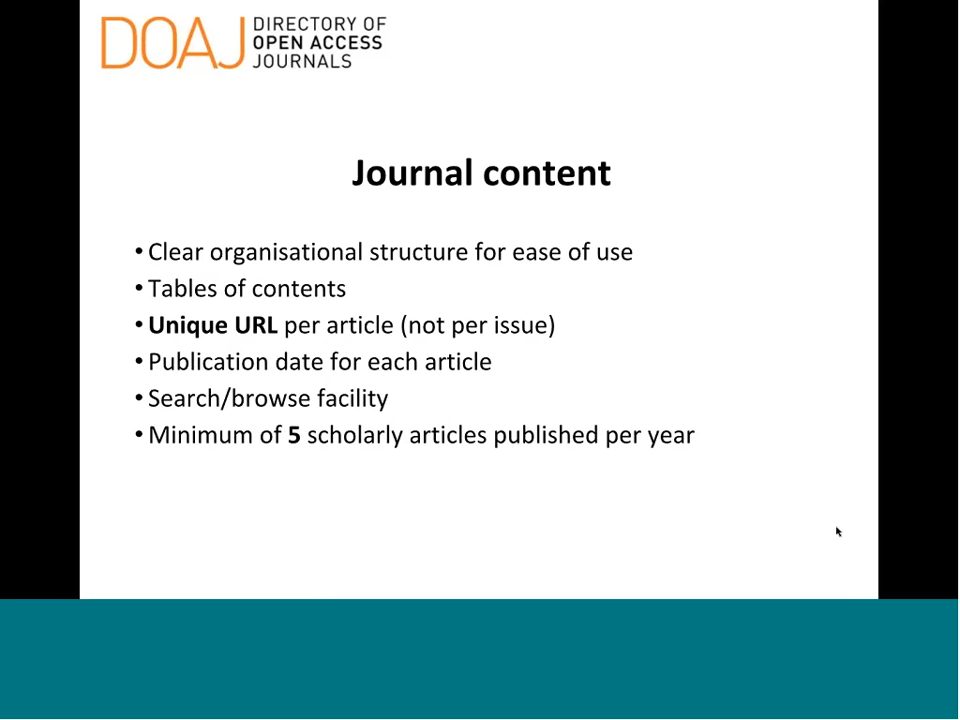 DOAJ DIRECTORY OF
OPEN ACCESS
JOURNALS
Journal content
• Clear organisational structure for ease of use
• Tables of contents
• Unique URL per article (not per issue)
• Publication date for each article
• Search/browse facility
• Minimum of 5 scholarly articles published per year